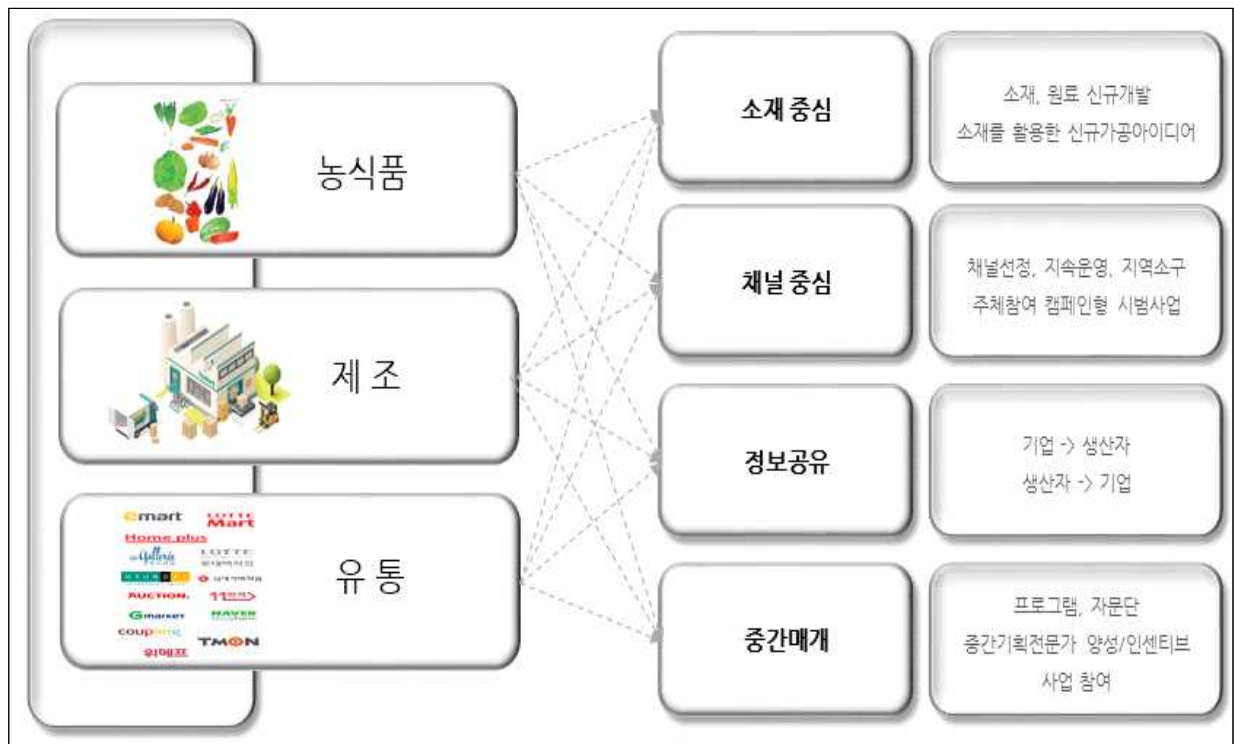 농식품
제 조
emart
LOTTE Mart
Home plus
Galleria
LOTTE
HYUNDAI
AUCTION.
11번가
Gmarket
NAVER
coupang
TMON
위메프
유 통
소재 중심
소재, 원료 신규개발
소재를 활용한 신규가공아이디어
채널 중심
채널선정, 지속운영, 지역소구
주체참여 캠페인형 시범사업
정보공유
기업 -> 생산자
생산자 -> 기업
중간매개
프로그램, 자문단
중간기획전문가 양성/인센티브
사업 참여